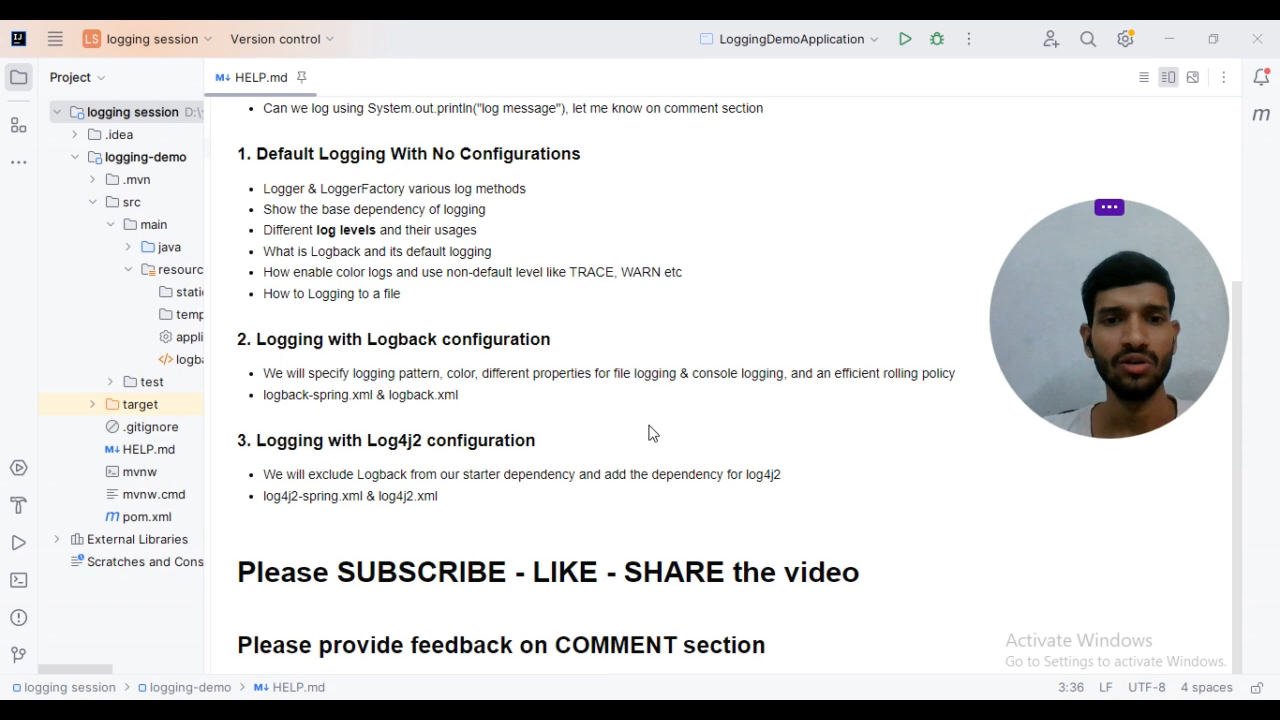 LS logging session
Version control
LoggingDemoApplication
Project
M↓ HELP.md
logging session D:\
.idea
logging-demo
.mvn
src
main
java
resourc
static
temp
appli
logba
test
target
.gitignore
M↓ HELP.md
mvnw
mvnw.cmd
m pom.xml
External Libraries
Scratches and Cons
m
• Can we log using System.out.println("log message"), let me know on comment section
1. Default Logging With No Configurations
• Logger & LoggerFactory various log methods
• Show the base dependency of logging
• Different log levels and their usages
• What is Logback and its default logging
• How enable color logs and use non-default level like TRACE, WARN etc
• How to Logging to a file
2. Logging with Logback configuration
• We will specify logging pattern, color, different properties for file logging & console logging, and an efficient rolling policy
• logback-spring.xml & logback.xml
3. Logging with Log4j2 configuration
• We will exclude Logback from our starter dependency and add the dependency for log4j2
• log4j2-spring.xml & log4j2.xml
Please SUBSCRIBE - LIKE - SHARE the video
Please provide feedback on COMMENT section
Activate Windows
Go to Settings to activate Windows.
logging session > logging-demo > M↓ HELP.md
3:36 LF UTF-8 4 spaces